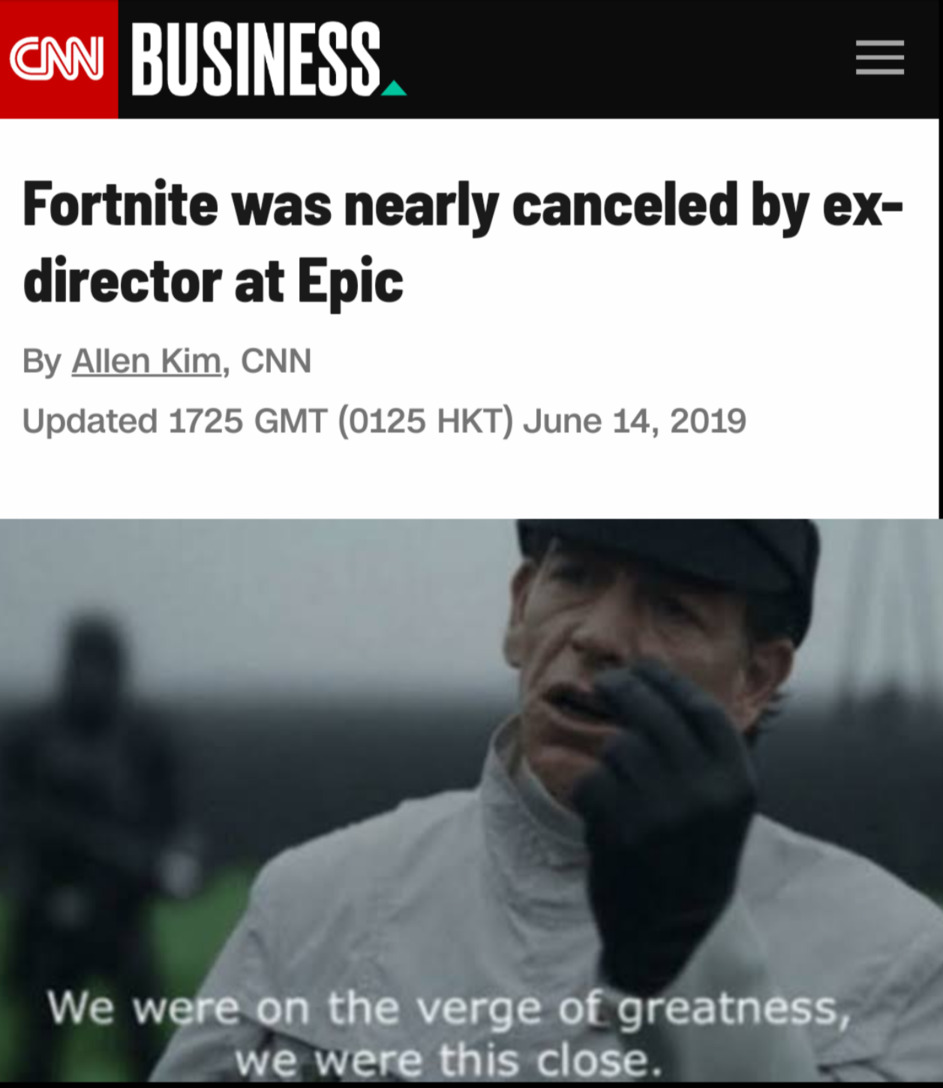 CNN BUSINESS
Fortnite was nearly canceled by ex-
director at Epic
By Allen Kim, CNN
Updated 1725 GMT (0125 HKT) June 14, 2019
We were on the verge of greatness,
we were this close.